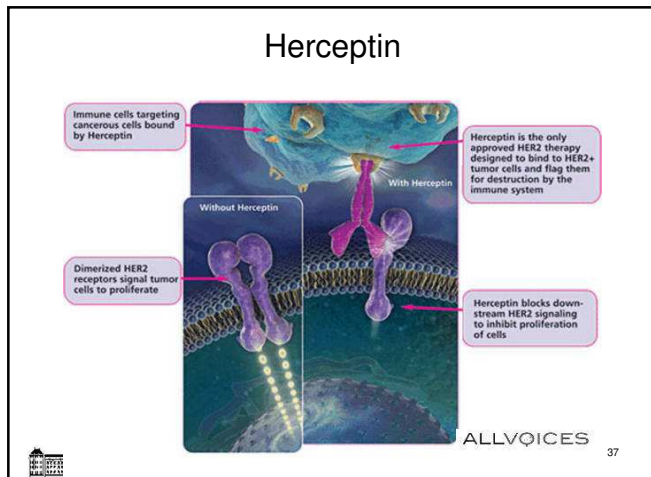 Herceptin
Immune cells targeting
cancerous cells bound
by Herceptin
Herceptin is the only
approved HER2 therapy
designed to bind to HER2+
tumor cells and flag them
for destruction by the
immune system
With Herceptin
Without Herceptin
Dimerized HER2
receptors signal tumor
cells to proliferate
Herceptin blocks down-
stream HER2 signaling
to inhibit proliferation
of cells
ALLVOICES
37